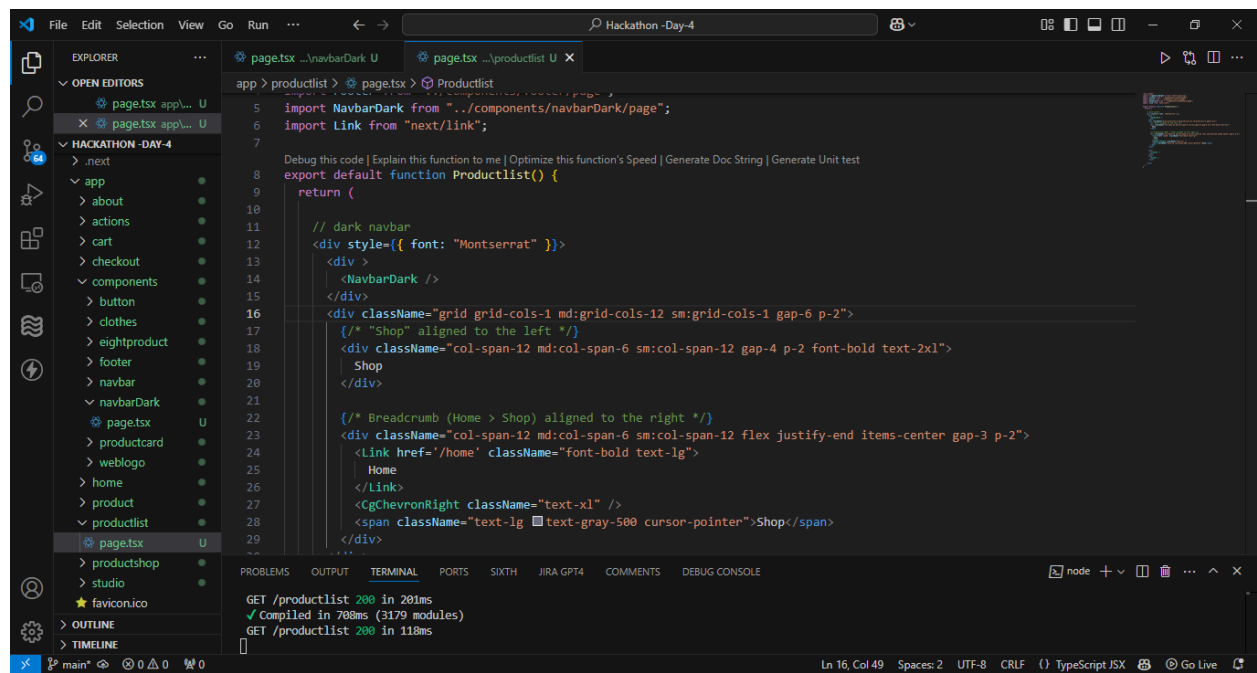 File Edit Selection View Go Run ··· ← → Hackathon -Day-4
EXPLORER ···
OPEN EDITORS
page.tsx app\... U
× page.tsx app\... U
HACKATHON -DAY-4
> .next
app
> about
> actions
> cart
> checkout
components
> button
> clothes
> eightproduct
> footer
> navbar
navbarDark
page.tsx U
> productcard
> weblogo
> home
> product
productlist
page.tsx U
> productshop
> studio
favicon.ico
> OUTLINE
> TIMELINE
64
page.tsx ...\navbarDark U page.tsx ...\productlist U ×
app > productlist > page.tsx > Productlist
5 import NavbarDark from "../components/navbarDark/page";
6 import Link from "next/link";
7
Debug this code | Explain this function to me | Optimize this function's Speed | Generate Doc String | Generate Unit test
8 export default function Productlist() {
9 return (
10
11 // dark navbar
12 <div style={{ font: "Montserrat" }}>
13 <div >
14 <NavbarDark />
15 </div>
16 <div className="grid grid-cols-1 md:grid-cols-12 sm:grid-cols-1 gap-6 p-2">
17 {/* "Shop" aligned to the left */}
18 <div className="col-span-12 md:col-span-6 sm:col-span-12 gap-4 p-2 font-bold text-2xl">
19 Shop
20 </div>
21
22 {/* Breadcrumb (Home > Shop) aligned to the right */}
23 <div className="col-span-12 md:col-span-6 sm:col-span-12 flex justify-end items-center gap-3 p-2">
24 <Link href='/home' className="font-bold text-lg">
25 Home
26 </Link>
27 <CgChevronRight className="text-xl" />
28 <span className="text-lg text-gray-500 cursor-pointer">Shop</span>
29 </div>
PROBLEMS OUTPUT TERMINAL PORTS SIXTH JIRA GPT4 COMMENTS DEBUG CONSOLE node
GET /productlist 200 in 201ms
✓ Compiled in 708ms (3179 modules)
GET /productlist 200 in 118ms
main* 0 0 0 Ln 16, Col 49 Spaces: 2 UTF-8 CRLF {} TypeScript JSX Go Live